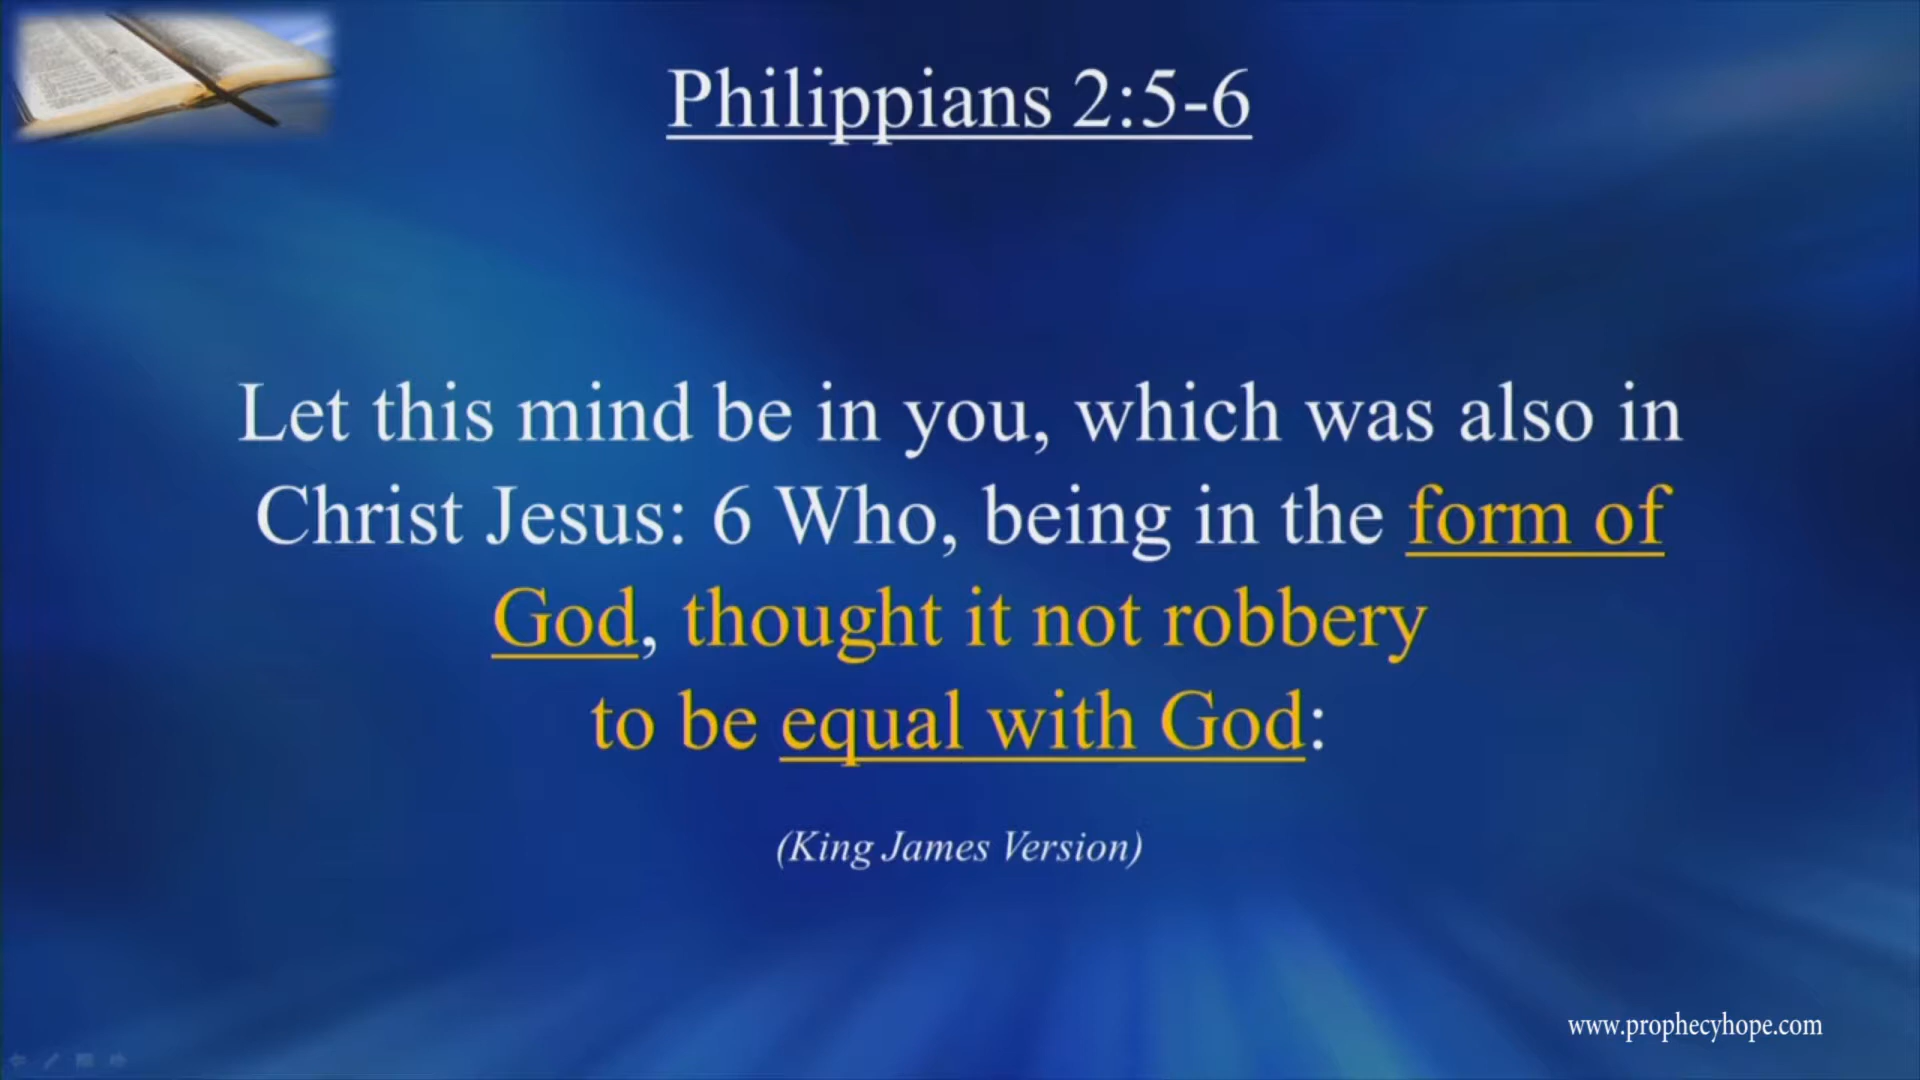 Philippians 2:5-6
Let this mind be in you, which was also in
Christ Jesus: 6 Who, being in the form of
God, thought it not robbery
to be equal with God:
(King James Version)
www.prophecyhope.com